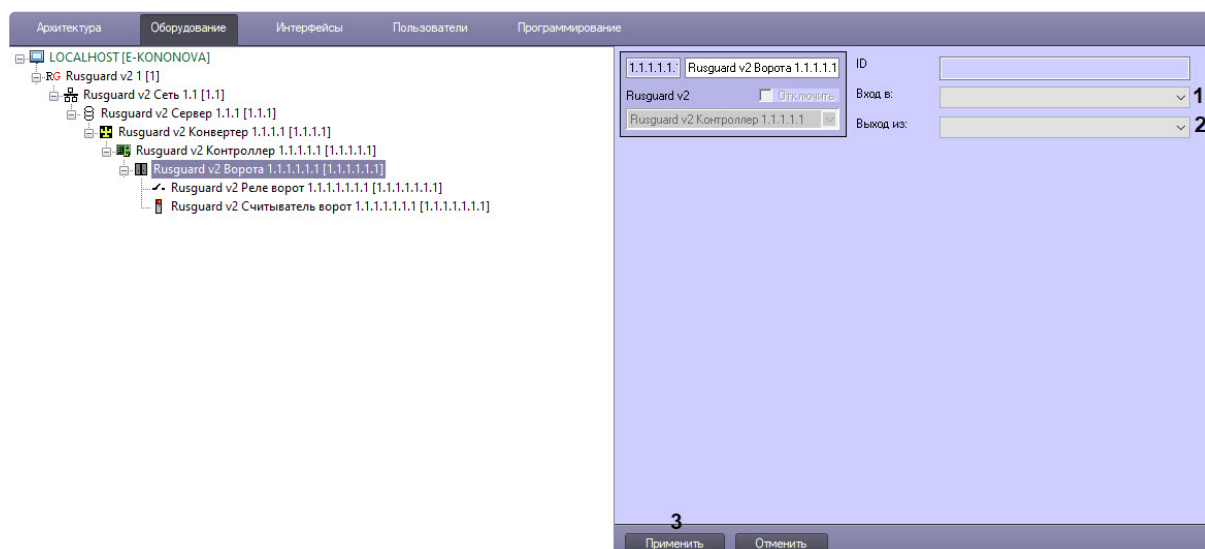 Архитектура Оборудование Интерфейсы Пользователи Программирование
LOCALHOST [E-KONONOVA]
RG Rusguard v2 1 [1]
Rusguard v2 Сеть 1.1 [1.1]
Rusguard v2 Сервер 1.1.1 [1.1.1]
Rusguard v2 Конвертер 1.1.1.1 [1.1.1.1]
Rusguard v2 Контроллер 1.1.1.1.1 [1.1.1.1.1]
Rusguard v2 Ворота 1.1.1.1.1.1 [1.1.1.1.1.1]
Rusguard v2 Реле ворот 1.1.1.1.1.1.1 [1.1.1.1.1.1.1]
Rusguard v2 Считыватель ворот 1.1.1.1.1.1.1 [1.1.1.1.1.1.1]
1.1.1.1.1. Rusguard v2 Ворота 1.1.1.1.1
Rusguard v2 Отключить
Rusguard v2 Контроллер 1.1.1.1.1
ID
Вход в: 1
Выход из: 2
3
Применить Отменить